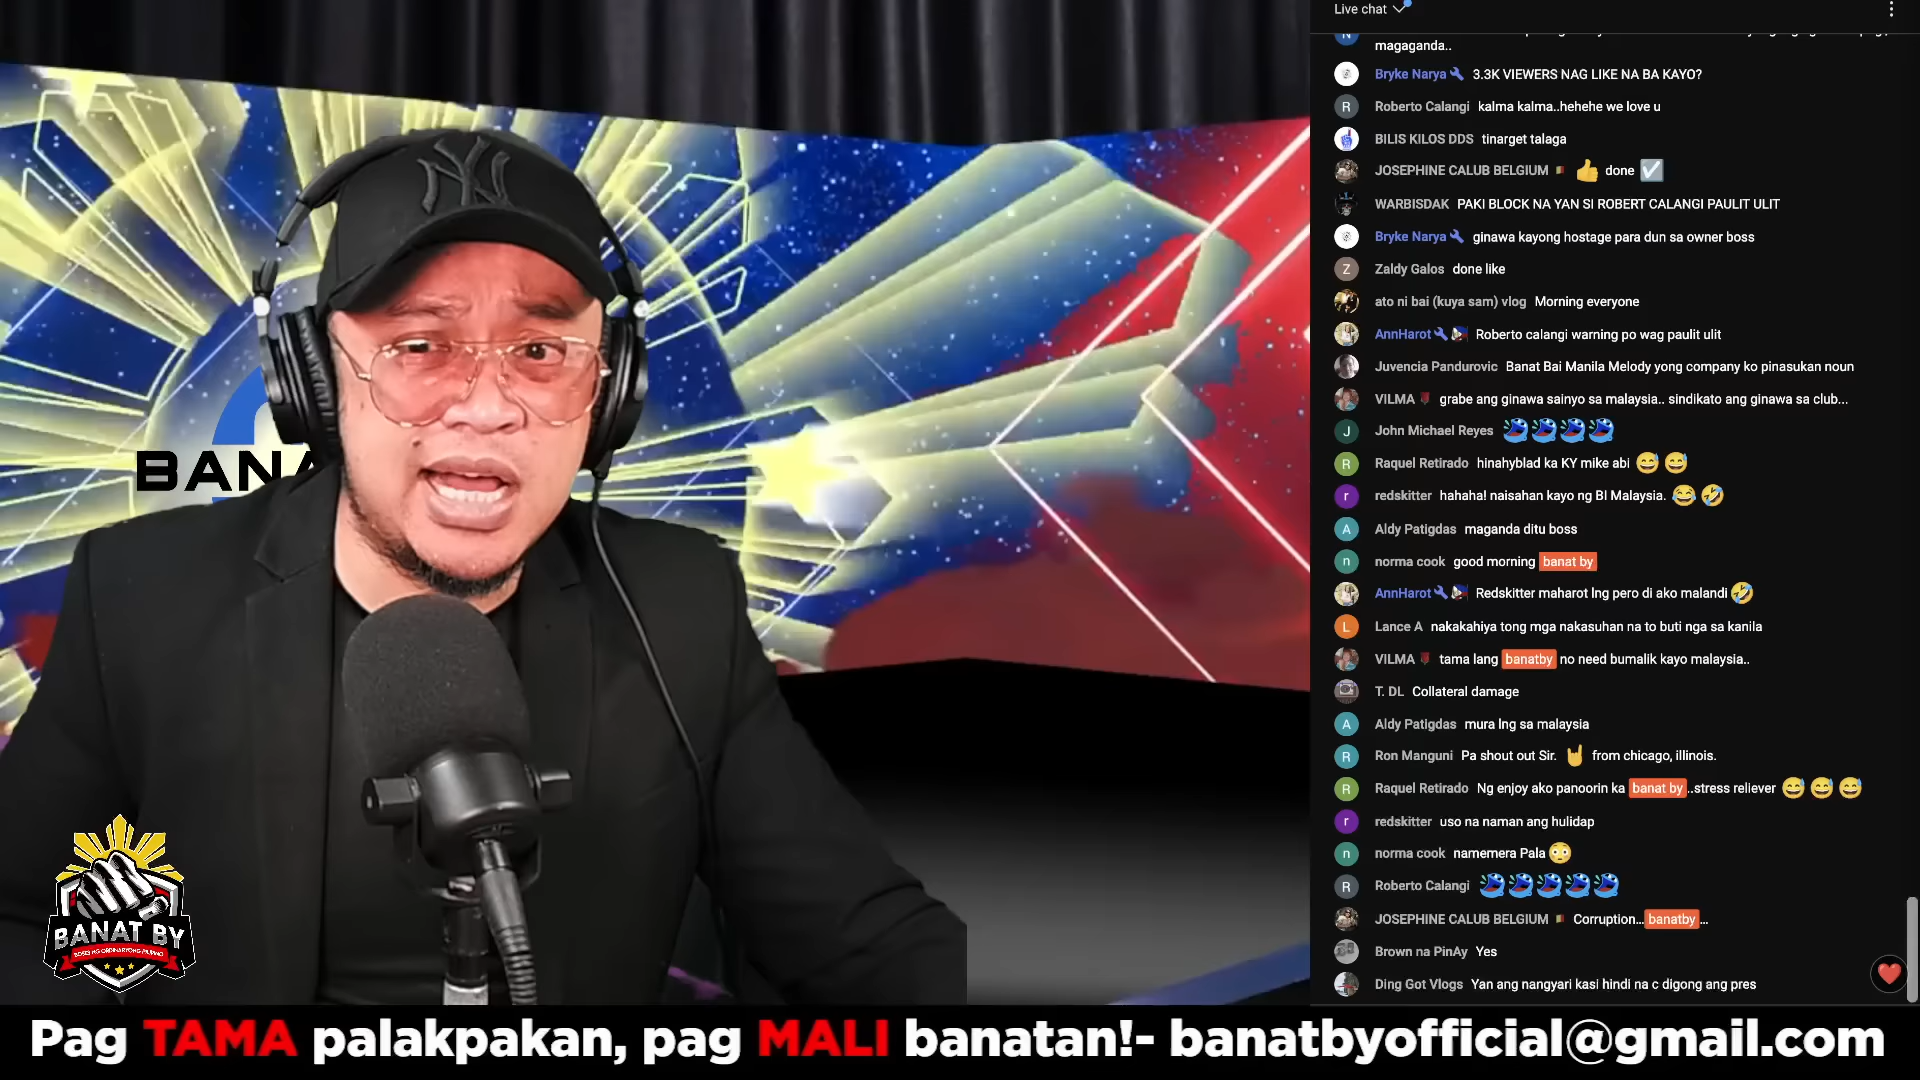 Live chat
magaganda..
Bryke Narya 3.3K VIEWERS NAG LIKE NA BA KAYO?
R Roberto Calangi kalma kalma..hehehe we love u
BILIS KILOS DDS tinarget talaga
JOSEPHINE CALUB BELGIUM 👍 done ☑️
WARBISDAK PAKI BLOCK NA YAN SI ROBERT CALANGI PAULIT ULIT
Bryke Narya ginawa kayong hostage para dun sa owner boss
Z Zaldy Galos done like
ato ni bai (kuya sam) vlog Morning everyone
AnnHarot Roberto calangi warning po wag paulit ulit
Juvencia Pandurovic Banat Bai Manila Melody yong company ko pinasukan noun
VILMA grabe ang ginawa sainyo sa malaysia.. sindikato ang ginawa sa club...
J John Michael Reyes
R Raquel Retirado hinahyblad ka KY mike abi 😅 😅
r redskitter hahaha! naisahan kayo ng BI Malaysia. 😂 🤣
A Aldy Patigdas maganda ditu boss
n norma cook good morning banat by
AnnHarot Redskitter maharot lng pero di ako malandi 🤣
L Lance A nakakahiya tong mga nakasuhan na to buti nga sa kanila
VILMA tama lang banatby no need bumalik kayo malaysia..
T. DL Collateral damage
A Aldy Patigdas mura lng sa malaysia
R Ron Manguni Pa shout out Sir. 🤘 from chicago, illinois.
R Raquel Retirado Ng enjoy ako panoorin ka banat by ..stress reliever 😅 😅 😅
r redskitter uso na naman ang hulidap
n norma cook namemera Pala 😳
R Roberto Calangi
JOSEPHINE CALUB BELGIUM Corruption...banatby...
Brown na PinAy Yes
Ding Got Vlogs Yan ang nangyari kasi hindi na c digong ang pres
NY
BANA
BANAT BY
BOSES NG ORDINARYONG PILIPINO
Pag TAMA palakpakan, pag MALI banatan!- banatbyofficial@gmail.com